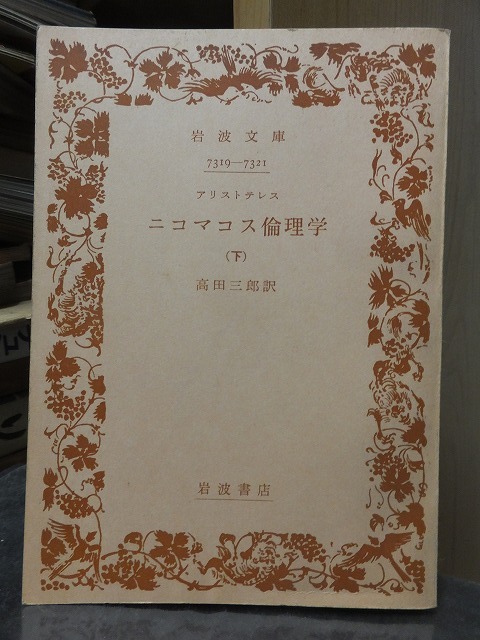 岩波文庫
7319—7321
アリストテレス
ニコマコス倫理学
(下)
高田三郎訳
岩波書店